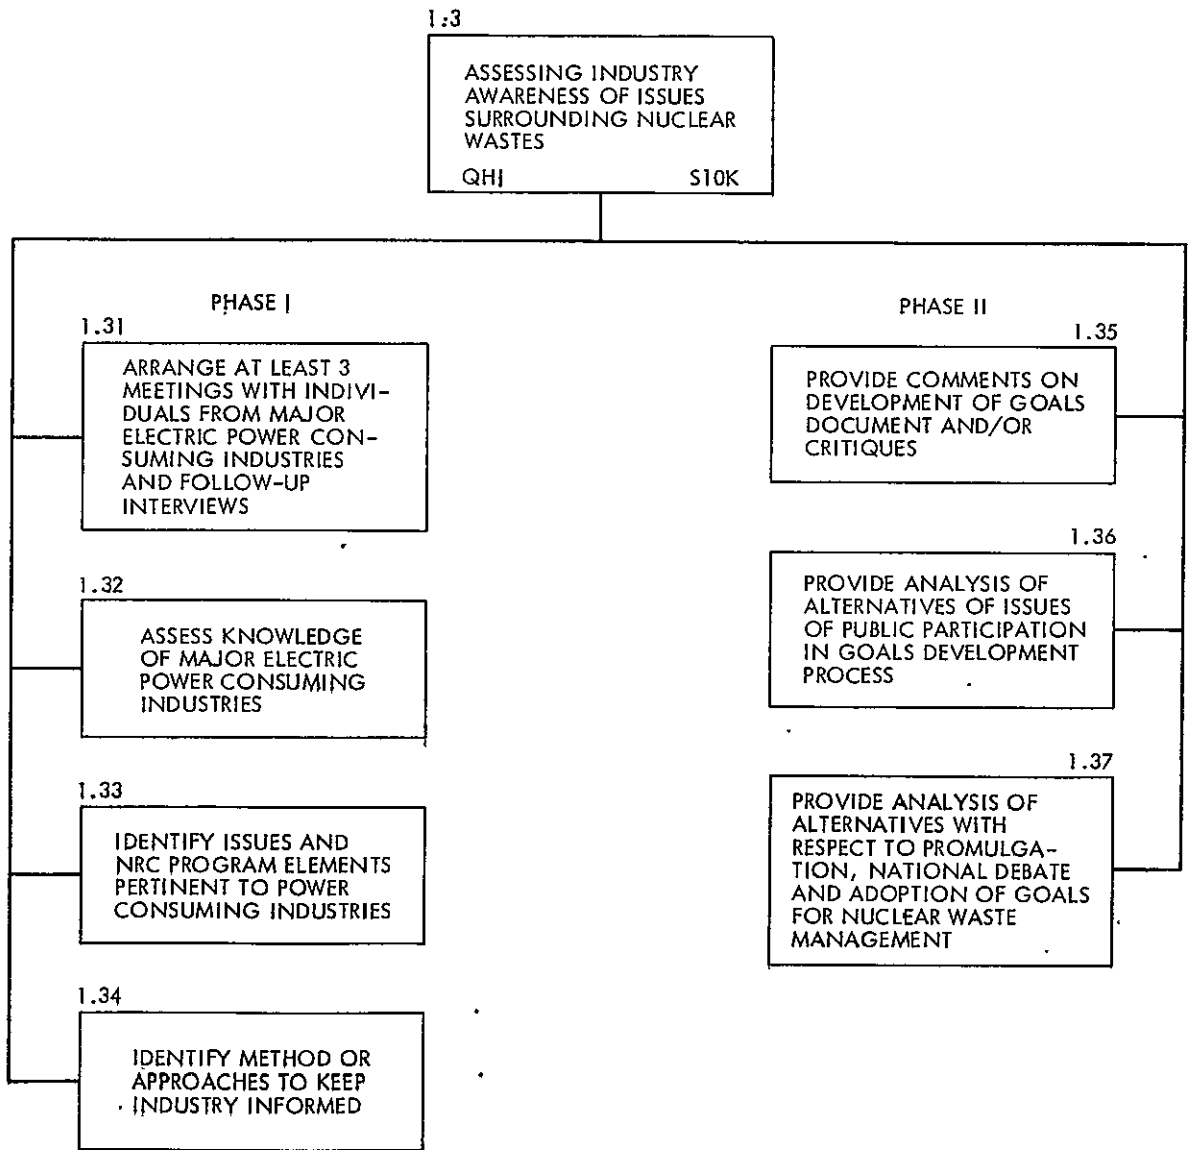 1.3
ASSESSING INDUSTRY
AWARENESS OF ISSUES
SURROUNDING NUCLEAR
WASTES
QHI $10K
PHASE I
1.31
ARRANGE AT LEAST 3
MEETINGS WITH INDIVI-
DUALS FROM MAJOR
ELECTRIC POWER CON-
SUMING INDUSTRIES
AND FOLLOW-UP
INTERVIEWS
1.32
ASSESS KNOWLEDGE
OF MAJOR ELECTRIC
POWER CONSUMING
INDUSTRIES
1.33
IDENTIFY ISSUES AND
NRC PROGRAM ELEMENTS
PERTINENT TO POWER
CONSUMING INDUSTRIES
1.34
IDENTIFY METHOD OR
APPROACHES TO KEEP
INDUSTRY INFORMED
PHASE II
1.35
PROVIDE COMMENTS ON
DEVELOPMENT OF GOALS
DOCUMENT AND/OR
CRITIQUES
1.36
PROVIDE ANALYSIS OF
ALTERNATIVES OF ISSUES
OF PUBLIC PARTICIPATION
IN GOALS DEVELOPMENT
PROCESS
1.37
PROVIDE ANALYSIS OF
ALTERNATIVES WITH
RESPECT TO PROMULGA-
TION, NATIONAL DEBATE
AND ADOPTION OF GOALS
FOR NUCLEAR WASTE
MANAGEMENT